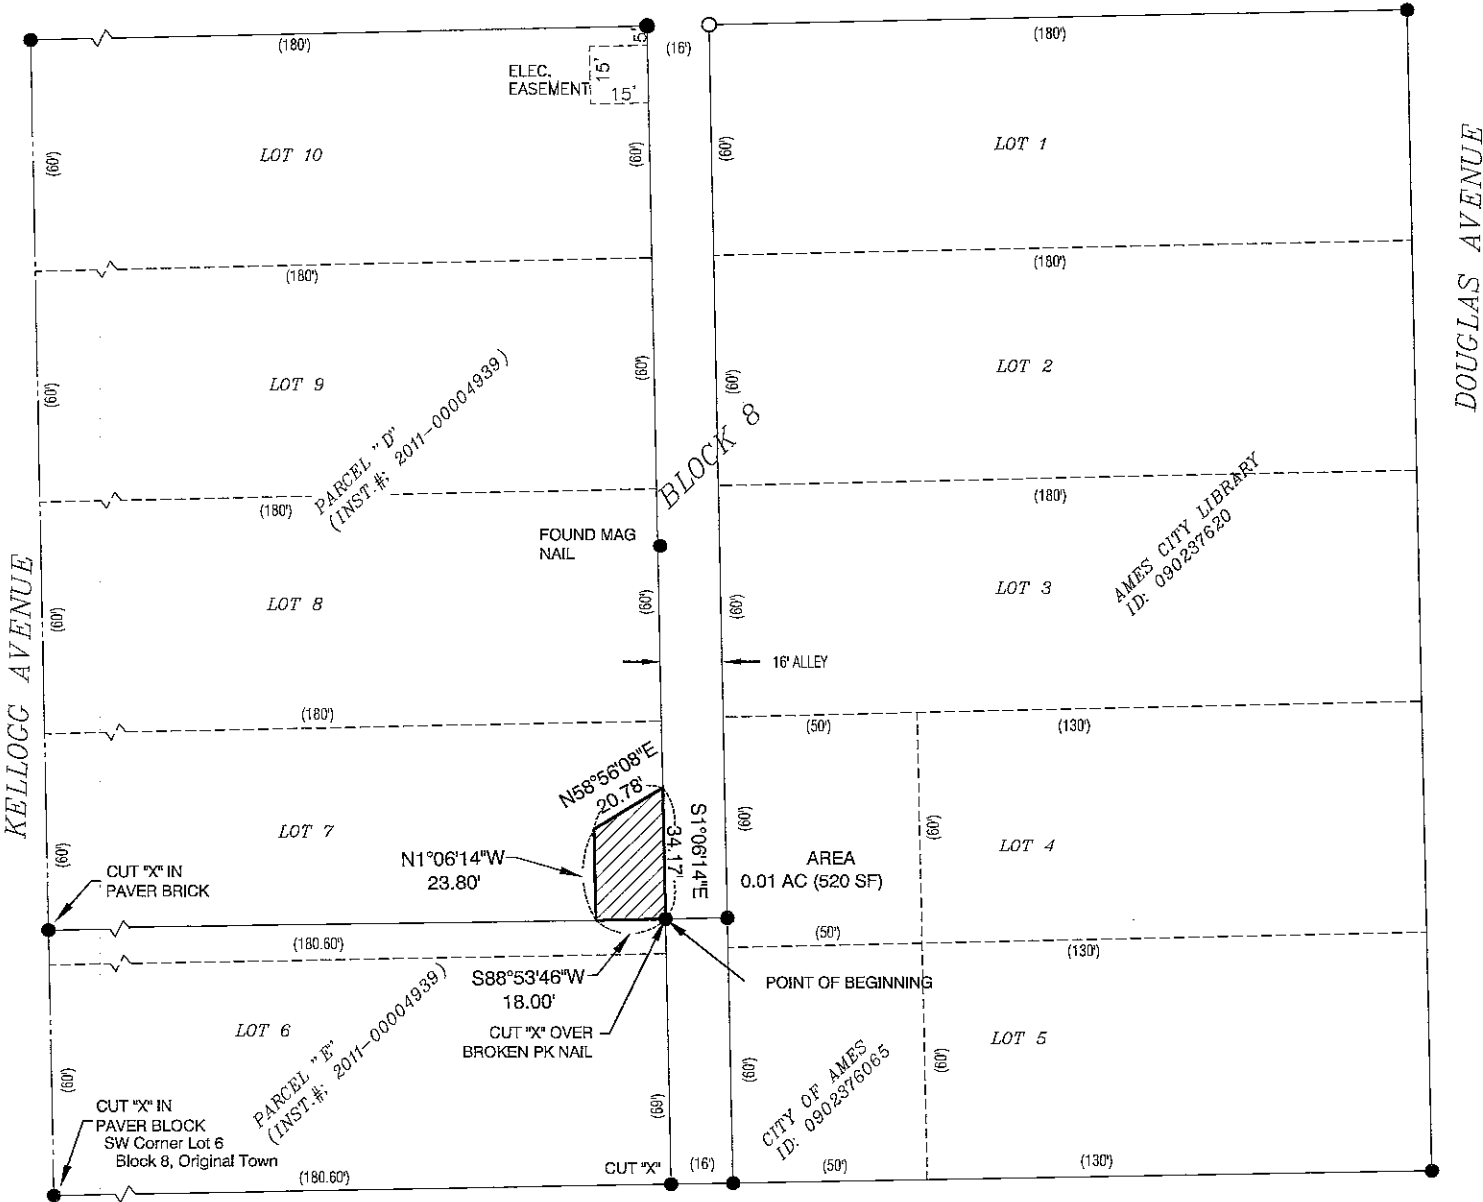 (180')
5'
(16')
(180')
ELEC.
EASEMENT
15'
15'
LOT 10
LOT 1
(60')
(60')
(60')
DOUGLAS AVENUE
(180')
(180')
LOT 9
LOT 2
(60')
(60')
(60')
PARCEL "D"
(INST.#: 2011-00004939)
BLOCK 8
(180')
(180')
FOUND MAG
NAIL
AMES CITY LIBRARY
ID: 090237620
LOT 8
LOT 3
(60')
(60')
(60')
KELLOGG AVENUE
16' ALLEY
(180')
(50')
(130')
N58°56'08"E
20.78'
S1°06'14"E
34.17'
LOT 7
(60')
(60')
(60')
LOT 4
N1°06'14"W
23.80'
AREA
0.01 AC (520 SF)
CUT "X" IN
PAVER BRICK
(180.60')
(50')
(130')
S88°53'46"W
18.00'
POINT OF BEGINNING
CUT "X" OVER
BROKEN PK NAIL
LOT 6
PARCEL "E"
(INST.#: 2011-00004939)
LOT 5
(60')
(69')
(60')
(60')
CITY OF AMES
ID: 0902376065
CUT "X" IN
PAVER BLOCK
SW Corner Lot 6
Block 8, Original Town
(180.60')
CUT "X"
(16')
(50')
(130')